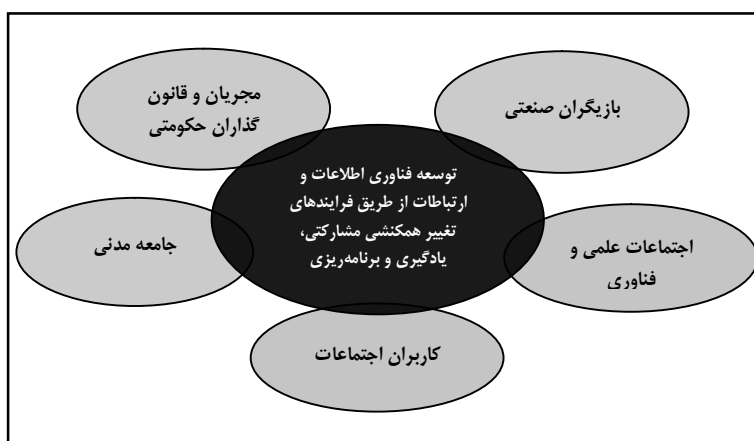 بازیگران صنعتی
مجریان و قانون
گذاران حکومتی
توسعه فناوری اطلاعات و
ارتباطات از طریق فرایندهای
تغییر همکنشی مشارکتی،
یادگیری و برنامه‌ریزی
اجتماعات علمی و
فناوری
جامعه مدنی
کاربران اجتماعات